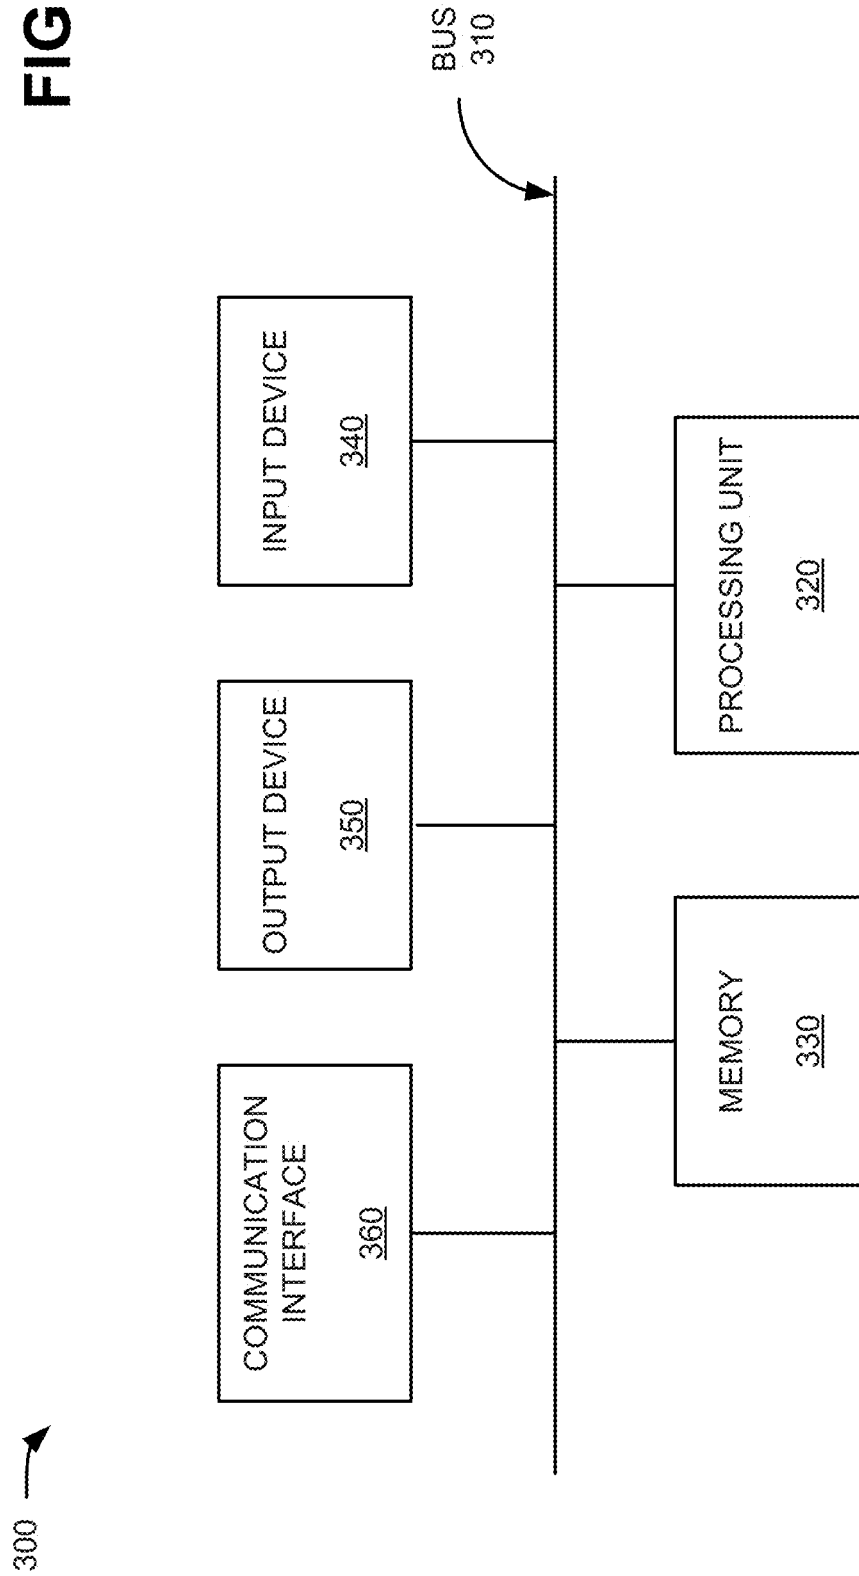 FIG
300
COMMUNICATION
INTERFACE
360
OUTPUT DEVICE
350
INPUT DEVICE
340
BUS
310
MEMORY
330
PROCESSING UNIT
320